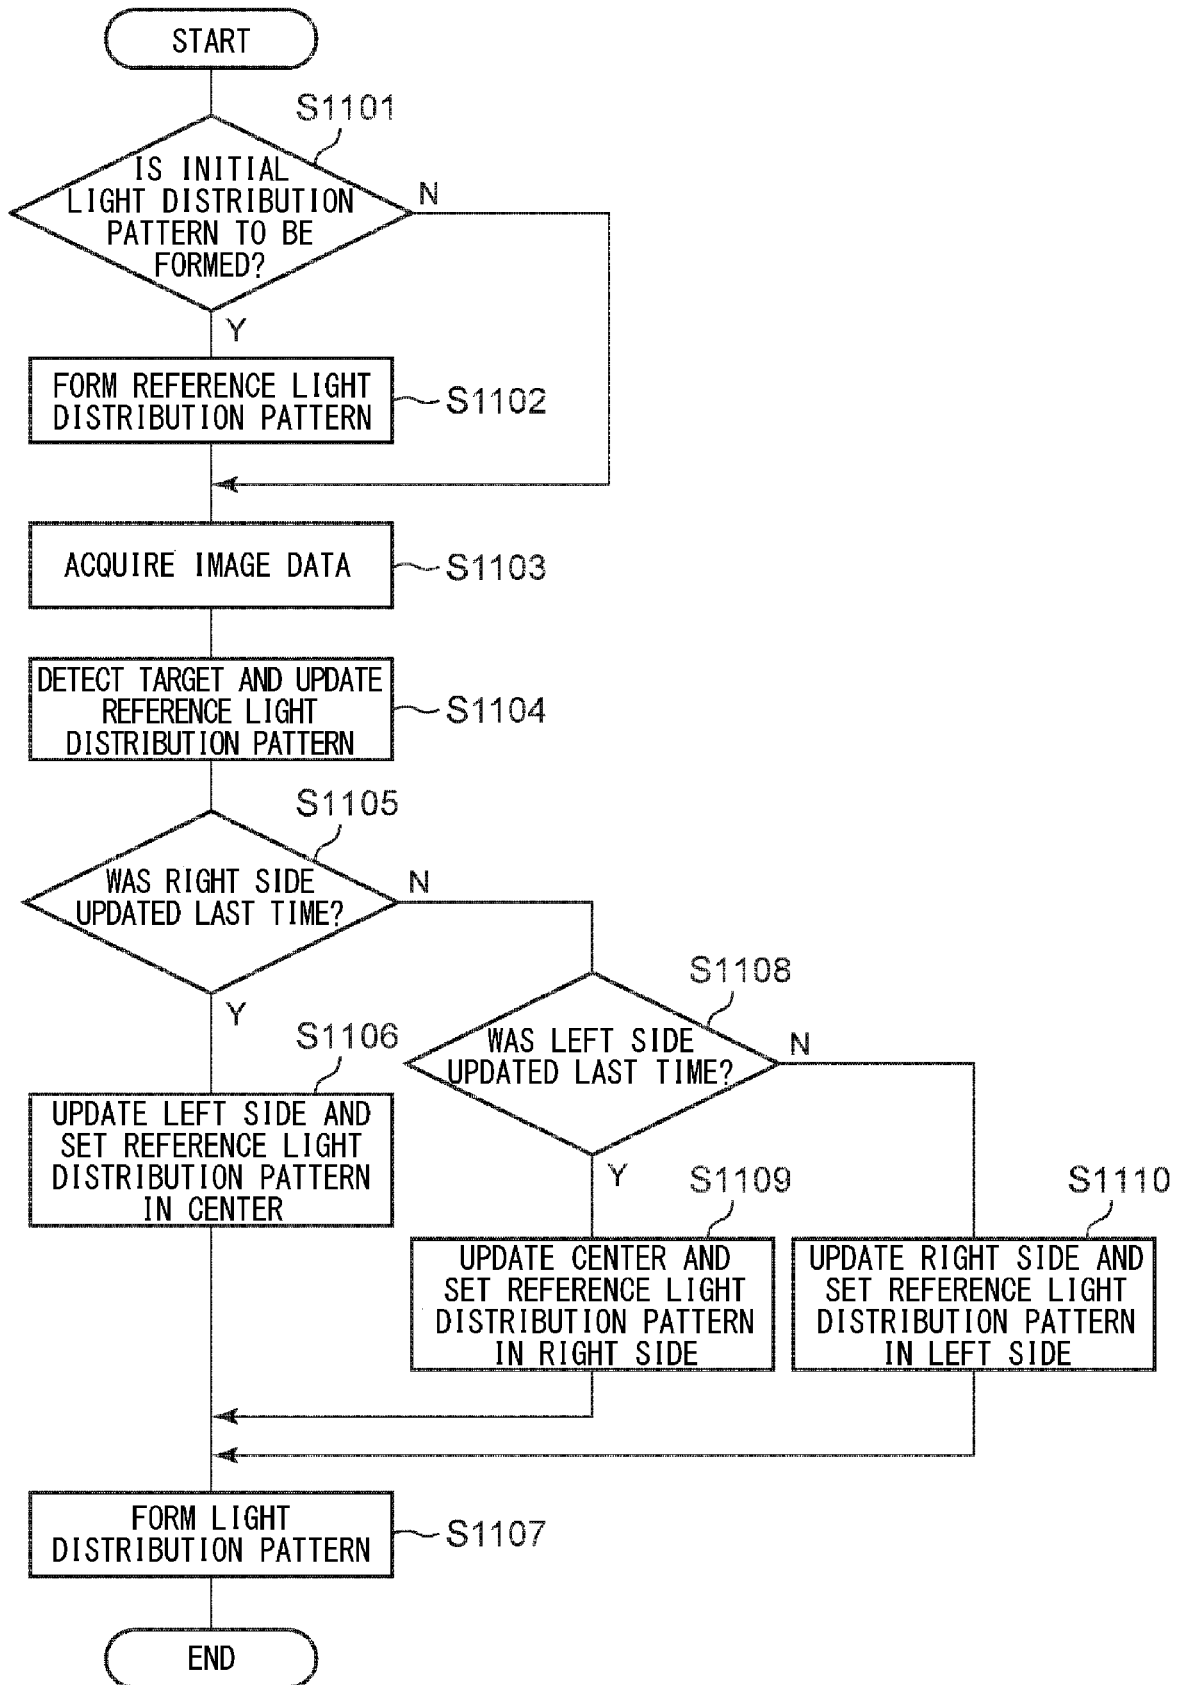 START
S1101
IS INITIAL
LIGHT DISTRIBUTION
PATTERN TO BE
FORMED?
N
Y
FORM REFERENCE LIGHT
DISTRIBUTION PATTERN
S1102
ACQUIRE IMAGE DATA
S1103
DETECT TARGET AND UPDATE
REFERENCE LIGHT
DISTRIBUTION PATTERN
S1104
S1105
WAS RIGHT SIDE
UPDATED LAST TIME?
N
Y
S1108
WAS LEFT SIDE
UPDATED LAST TIME?
N
Y
S1106
UPDATE LEFT SIDE AND
SET REFERENCE LIGHT
DISTRIBUTION PATTERN
IN CENTER
S1109
UPDATE CENTER AND
SET REFERENCE LIGHT
DISTRIBUTION PATTERN
IN RIGHT SIDE
S1110
UPDATE RIGHT SIDE AND
SET REFERENCE LIGHT
DISTRIBUTION PATTERN
IN LEFT SIDE
FORM LIGHT
DISTRIBUTION PATTERN
S1107
END